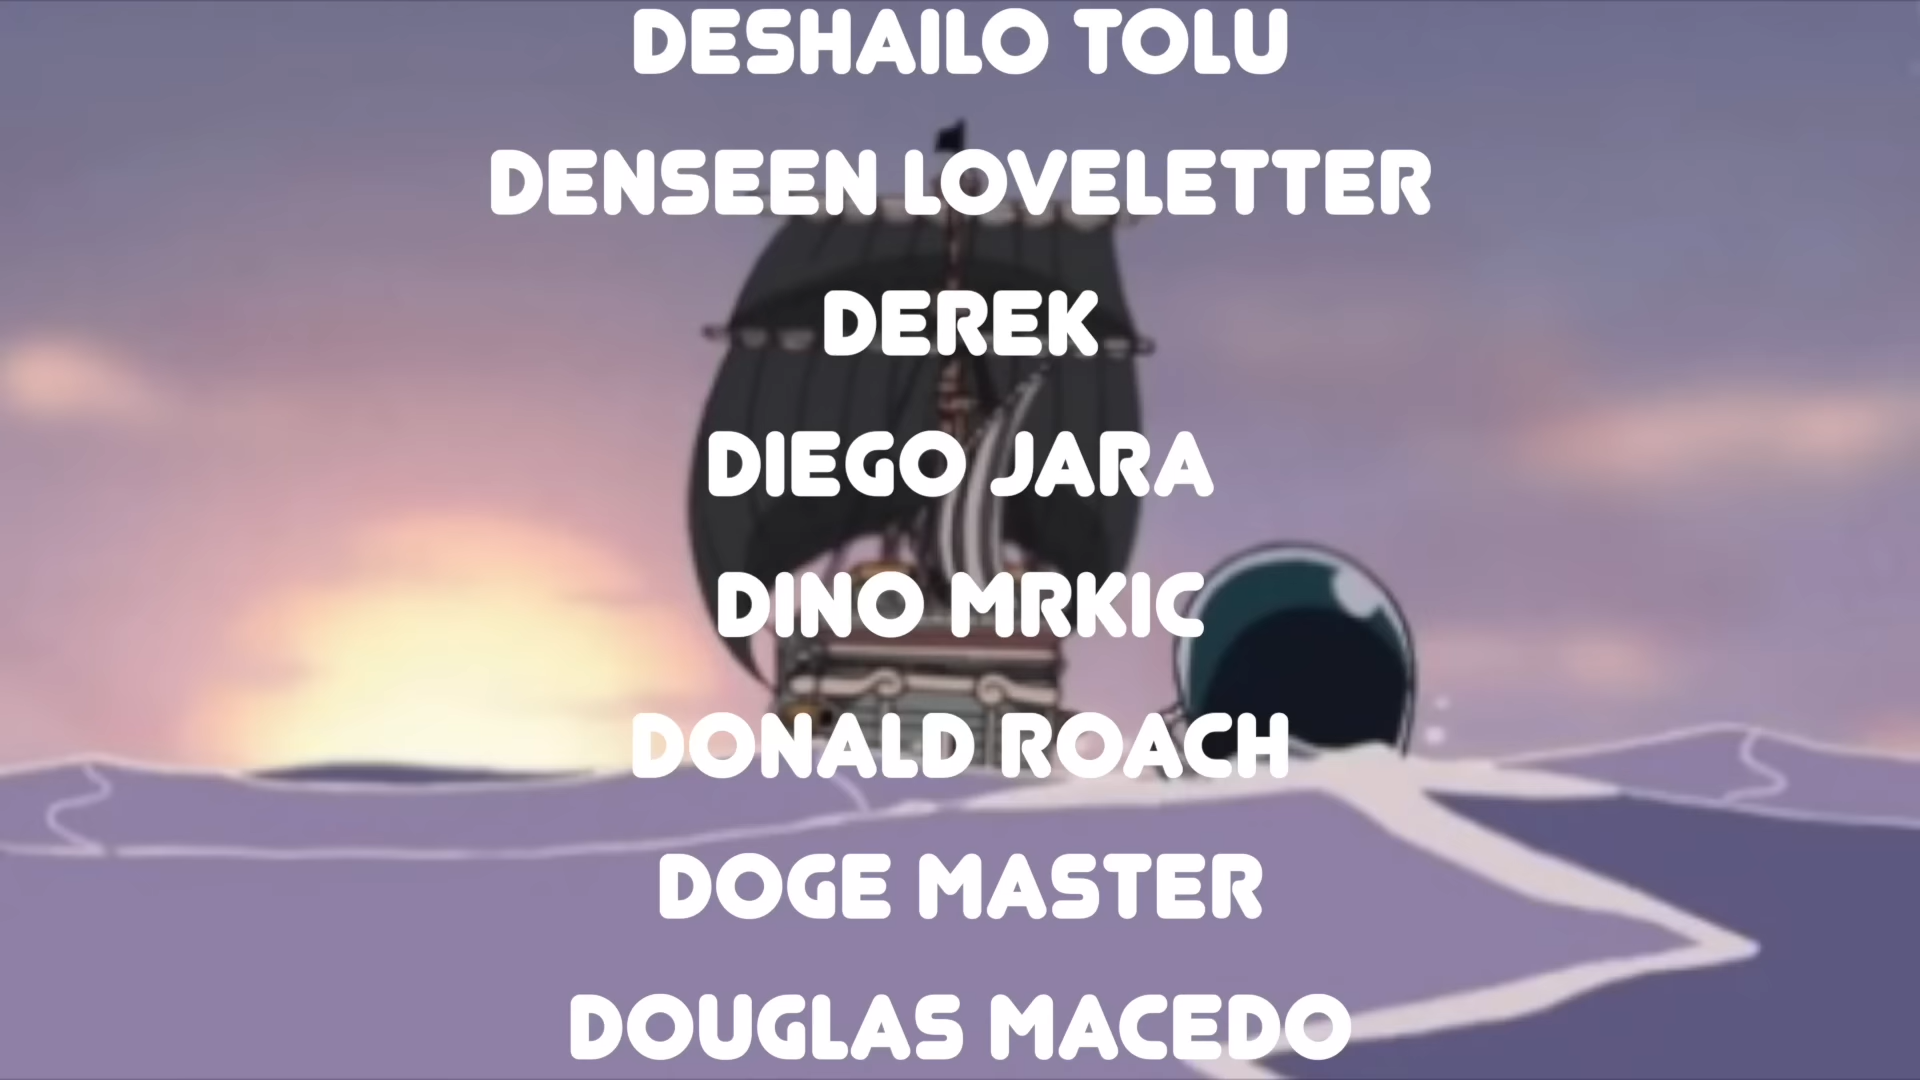 DESHAILO TOLU
DENSEEN LOVELETTER
DEREK
DIEGO JARA
DINO MRKIC
DONALD ROACH
DOGE MASTER
DOUGLAS MACEDO